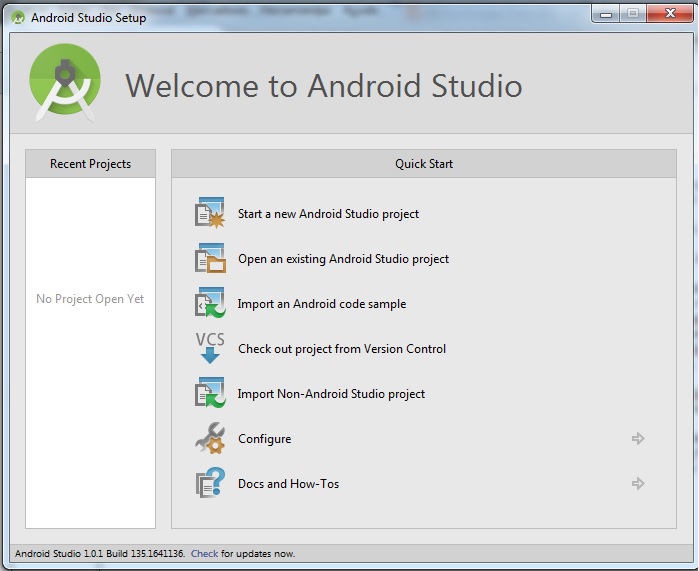 Android Studio Setup
Welcome to Android Studio
Recent Projects
No Project Open Yet
Quick Start
Start a new Android Studio project
Open an existing Android Studio project
Import an Android code sample
VCS
Check out project from Version Control
Import Non-Android Studio project
Configure
Docs and How-Tos
Android Studio 1.0.1 Build 135.1641136. Check for updates now.